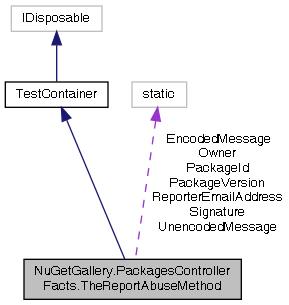 IDisposable
TestContainer
static
EncodedMessage
Owner
PackageId
PackageVersion
ReporterEmailAddress
Signature
UnencodedMessage
NuGetGallery.PackagesController
Facts.TheReportAbuseMethod